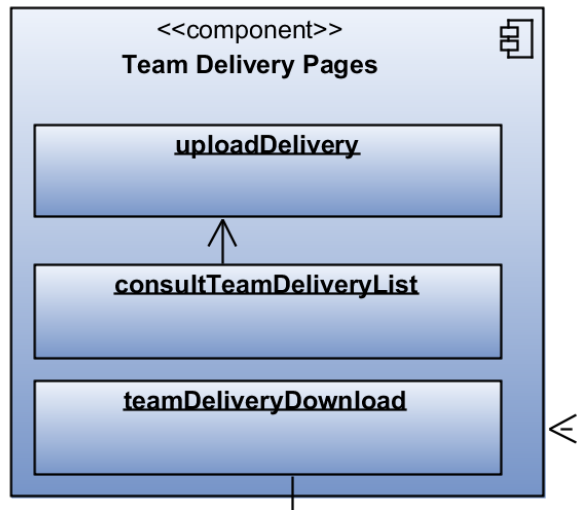 <<component>>
Team Delivery Pages
uploadDelivery
consultTeamDeliveryList
teamDeliveryDownload